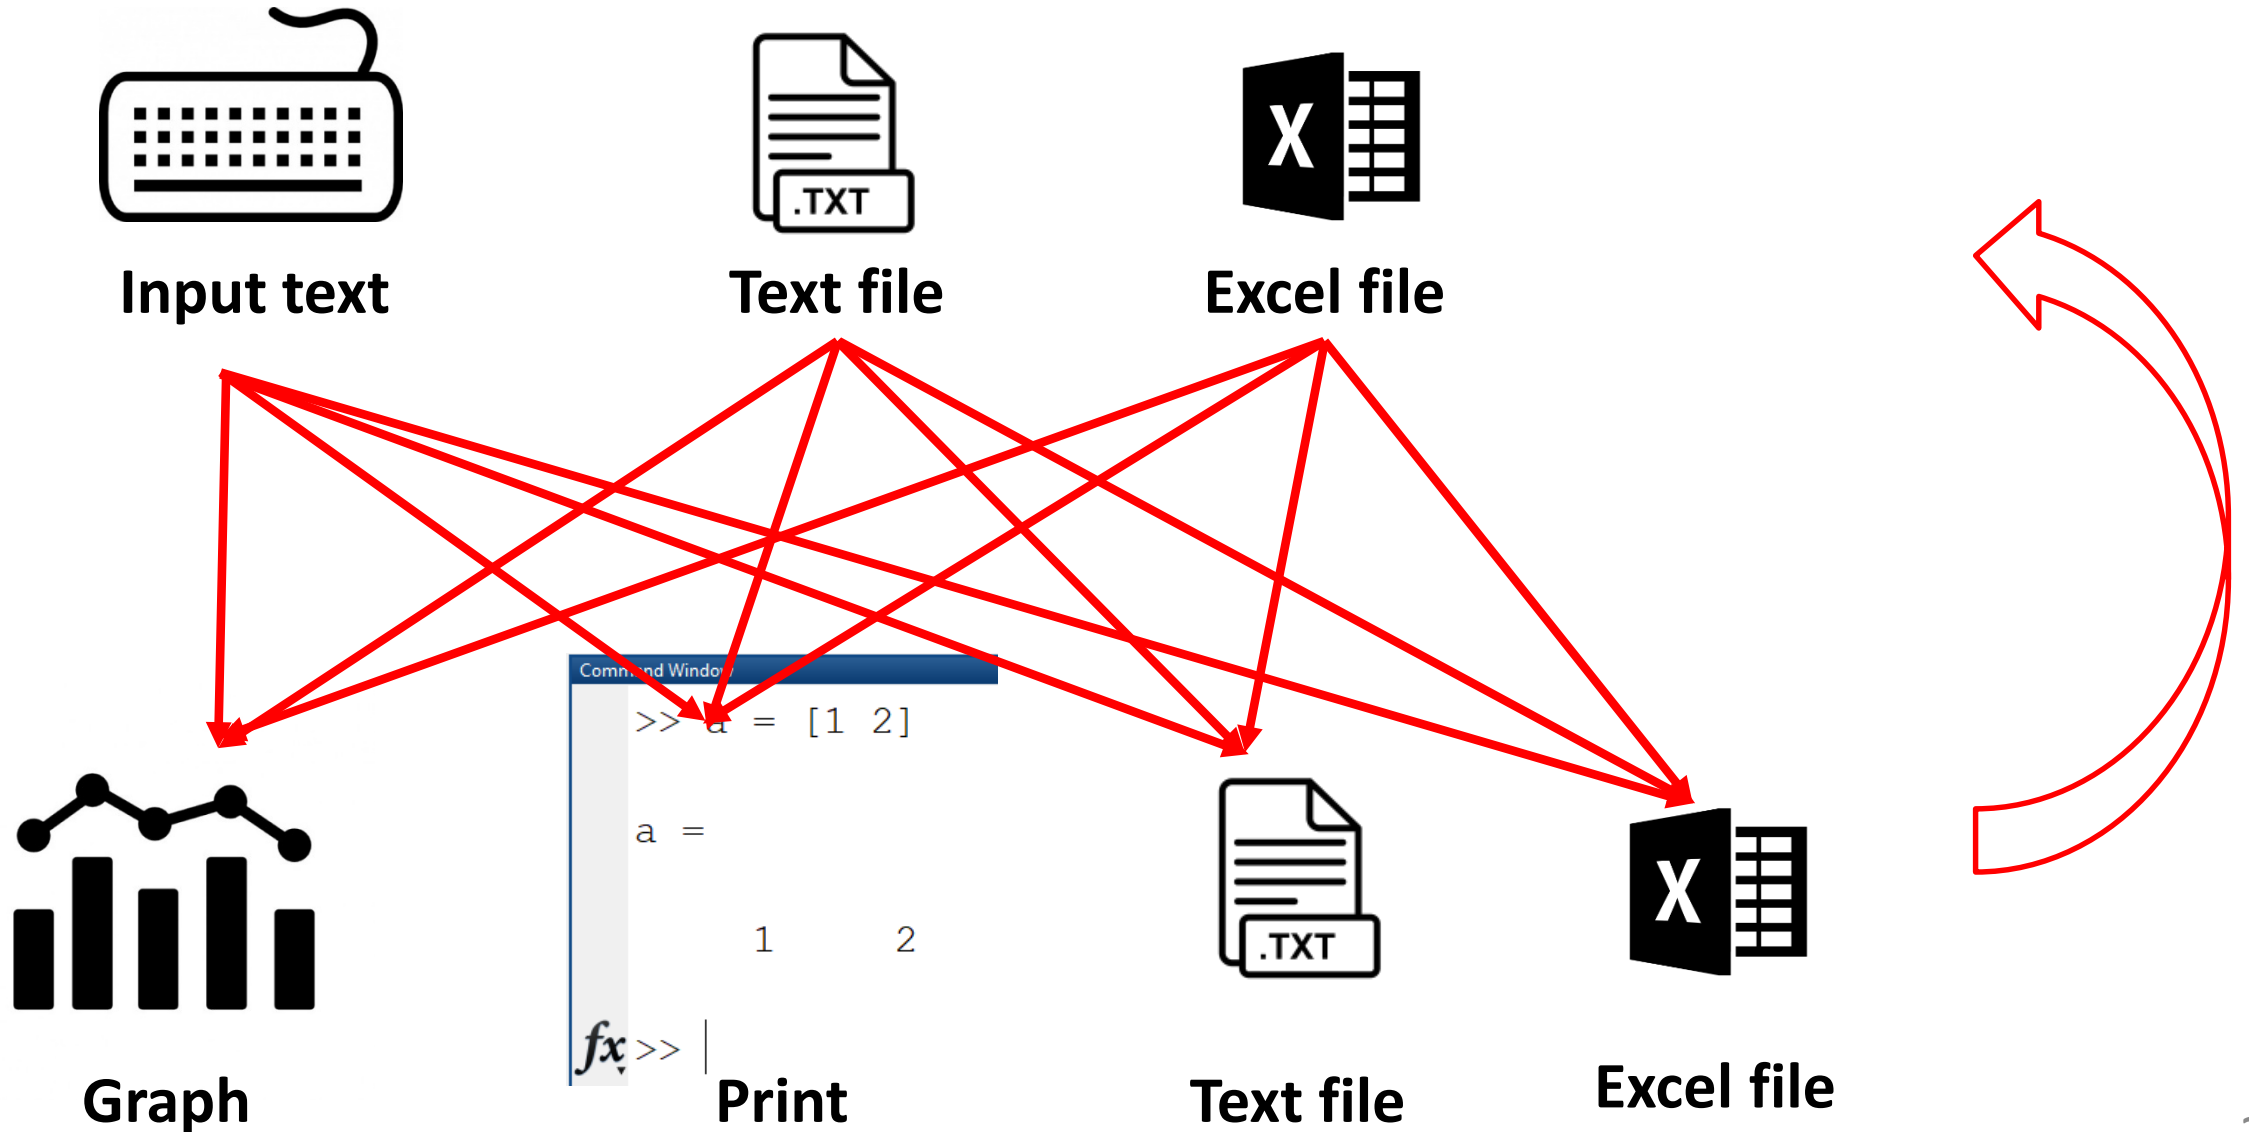 .TXT
X
Input text
Text file
Excel file
Command Window
>> a = [1 2]
a =
1 2
fx >>
.TXT
X
Graph
Print
Text file
Excel file